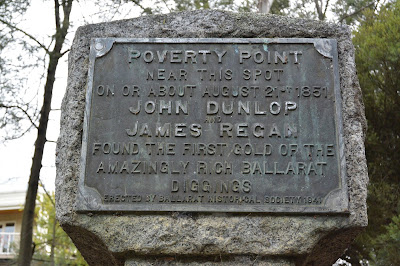 POVERTY POINT
NEAR THIS SPOT
ON OR ABOUT AUGUST 21ST 1851
JOHN DUNLOP
AND
JAMES REGAN
FOUND THE FIRST GOLD OF THE
AMAZINGLY RICH BALLARAT
DIGGINGS
ERECTED BY BALLARAT HISTORICAL SOCIETY